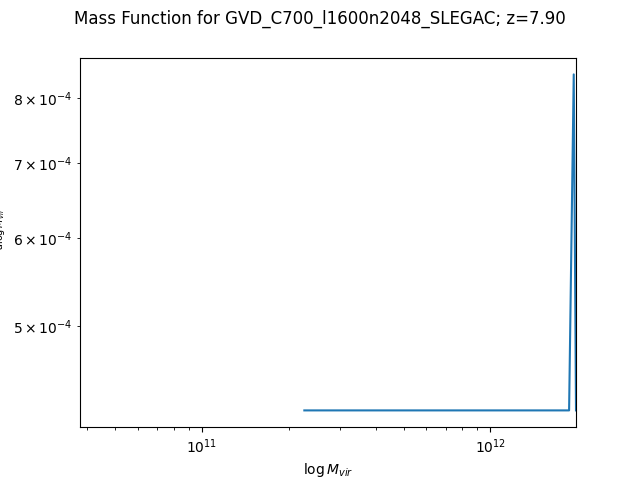 Mass Function for GVD_C700_l1600n2048_SLEGAC; z=7.90
8 × 10⁻⁴
7 × 10⁻⁴
6 × 10⁻⁴
5 × 10⁻⁴
10¹¹
10¹²
log M_vir